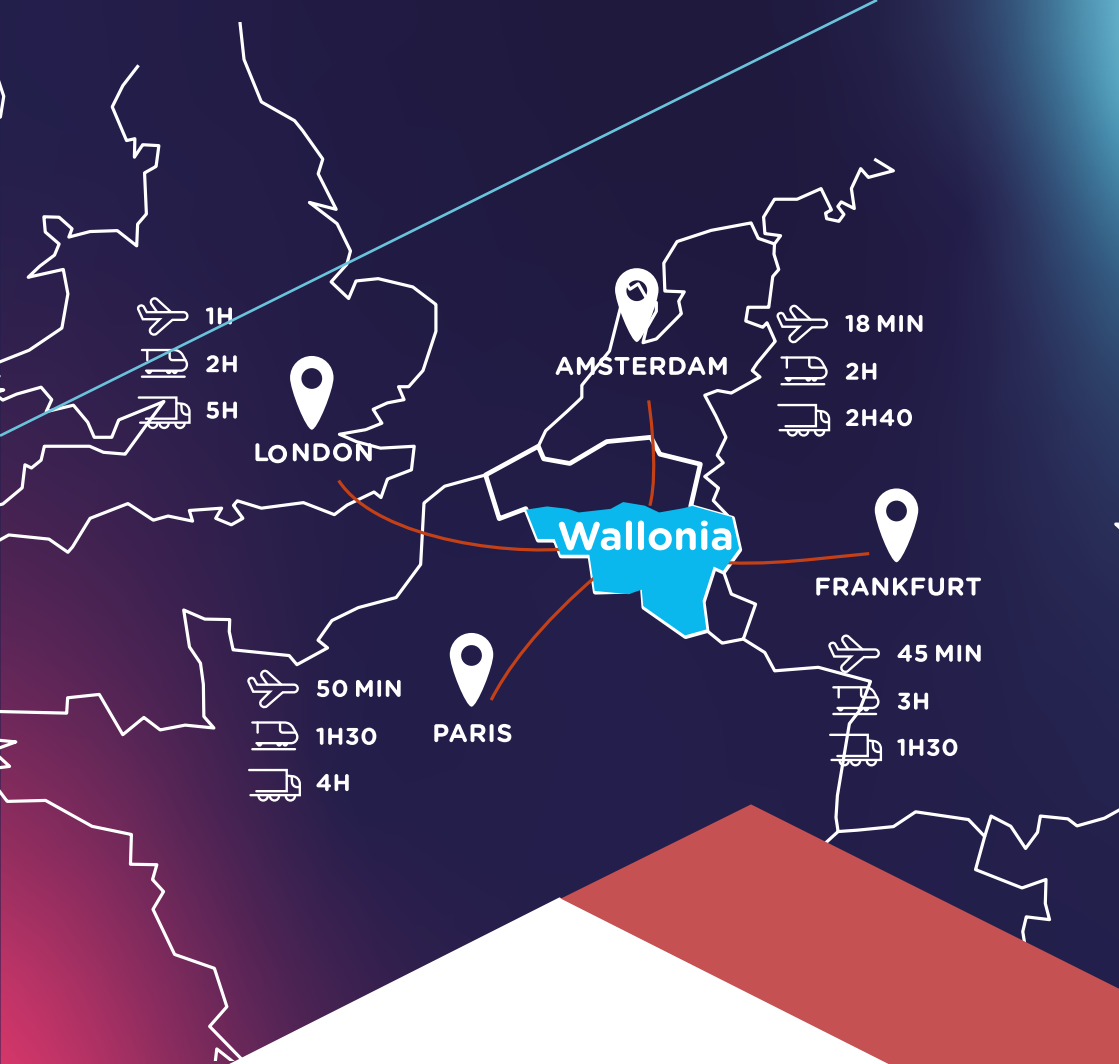 1H
2H
5H
LONDON
AMSTERDAM
18 MIN
2H
2H40
Wallonia
FRANKFURT
45 MIN
3H
1H30
PARIS
50 MIN
1H30
4H